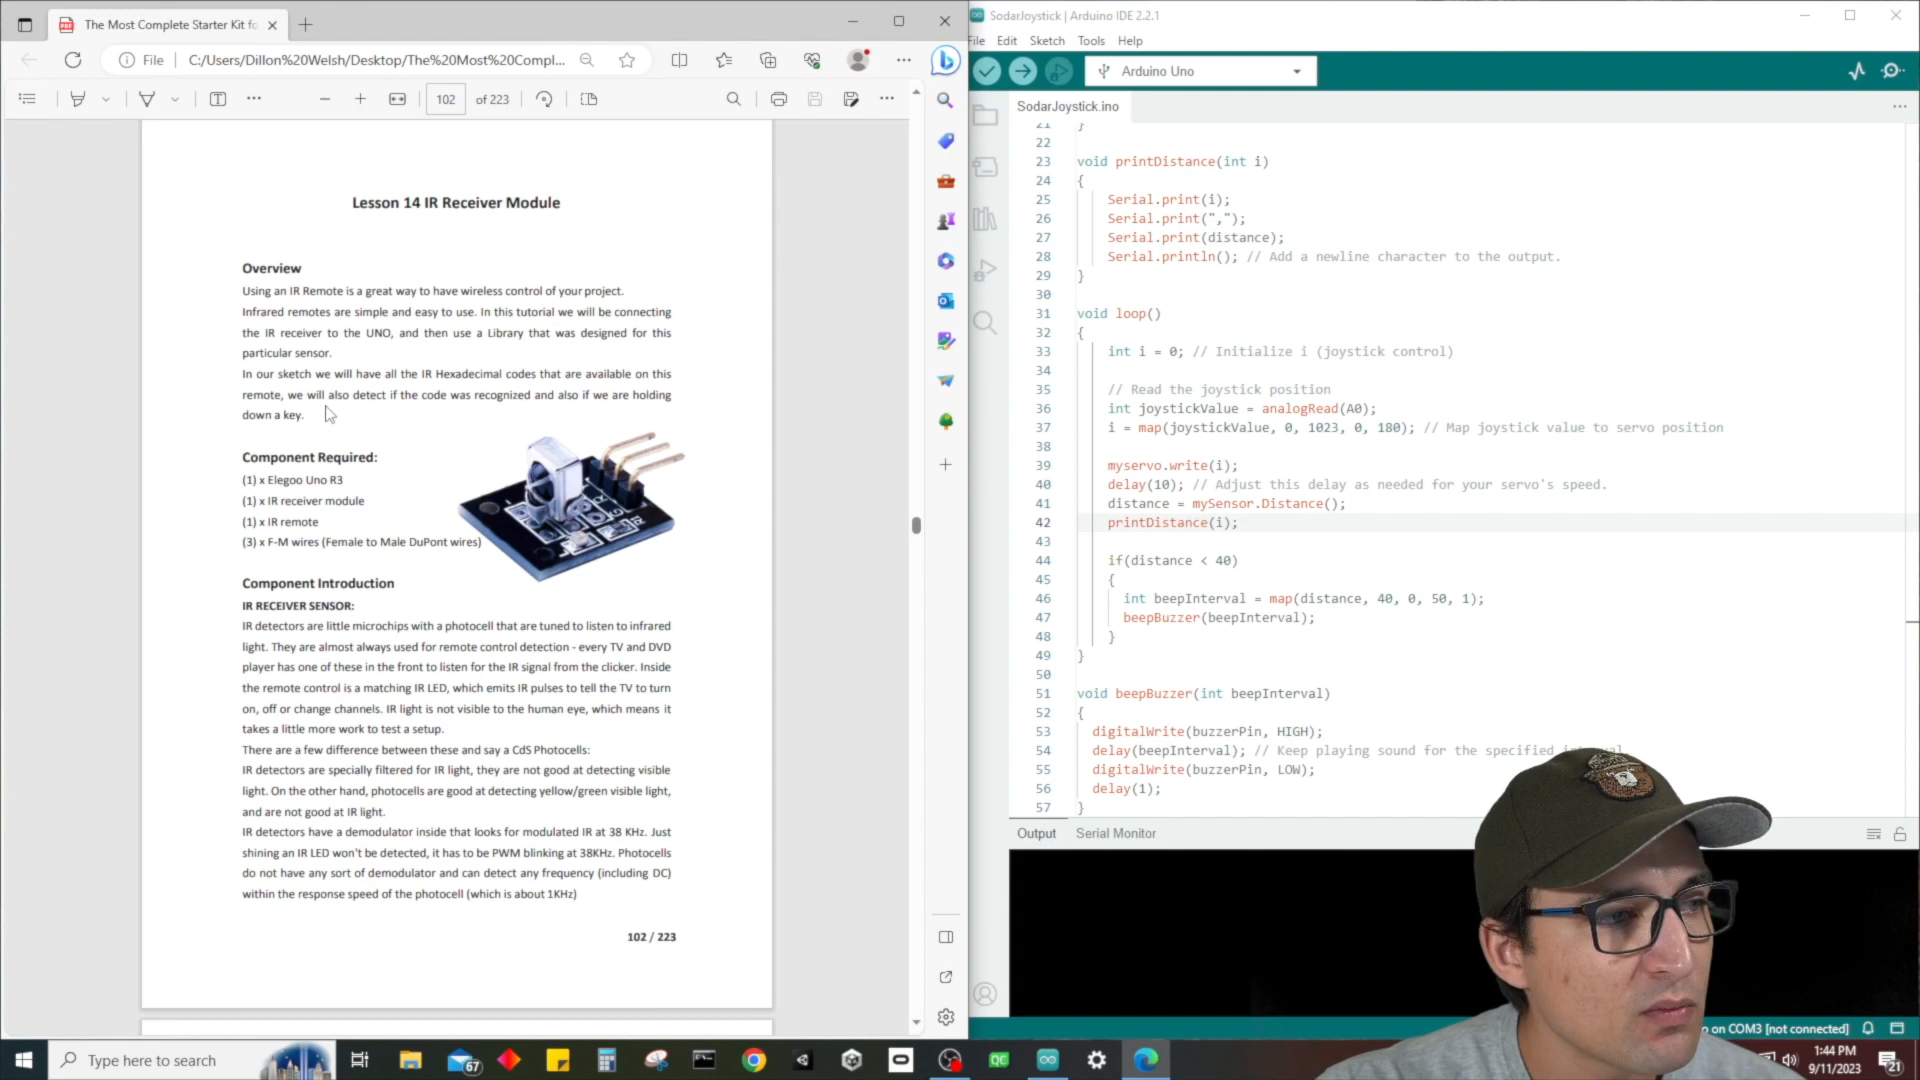 The Most Complete Starter Kit fo
File
C:/Users/Dillon%20Welsh/Desktop/The%20Most%20Compl...
102 of 223
Lesson 14 IR Receiver Module
Overview
Using an IR Remote is a great way to have wireless control of your project.
Infrared remotes are simple and easy to use. In this tutorial we will be connecting
the IR receiver to the UNO, and then use a Library that was designed for this
particular sensor.
In our sketch we will have all the IR Hexadecimal codes that are available on this
remote, we will also detect if the code was recognized and also if we are holding
down a key.
Component Required:
(1) x Elegoo Uno R3
(1) x IR receiver module
(1) x IR remote
(3) x F-M wires (Female to Male DuPont wires)
Component Introduction
IR RECEIVER SENSOR:
IR detectors are little microchips with a photocell that are tuned to listen to infrared
light. They are almost always used for remote control detection - every TV and DVD
player has one of these in the front to listen for the IR signal from the clicker. Inside
the remote control is a matching IR LED, which emits IR pulses to tell the TV to turn
on, off or change channels. IR light is not visible to the human eye, which means it
takes a little more work to test a setup.
There are a few difference between these and say a CdS Photocells:
IR detectors are specially filtered for IR light, they are not good at detecting visible
light. On the other hand, photocells are good at detecting yellow/green visible light,
and are not good at IR light.
IR detectors have a demodulator inside that looks for modulated IR at 38 KHz. Just
shining an IR LED won't be detected, it has to be PWM blinking at 38KHz. Photocells
do not have any sort of demodulator and can detect any frequency (including DC)
within the response speed of the photocell (which is about 1KHz)
102 / 223
SodarJoystick | Arduino IDE 2.2.1
File Edit Sketch Tools Help
Arduino Uno
SodarJoystick.ino
21 }
22
23 void printDistance(int i)
24 {
25 Serial.print(i);
26 Serial.print(",");
27 Serial.print(distance);
28 Serial.println(); // Add a newline character to the output.
29 }
30
31 void loop()
32 {
33 int i = 0; // Initialize i (joystick control)
34
35 // Read the joystick position
36 int joystickValue = analogRead(A0);
37 i = map(joystickValue, 0, 1023, 0, 180); // Map joystick value to servo position
38
39 myservo.write(i);
40 delay(10); // Adjust this delay as needed for your servo's speed.
41 distance = mySensor.Distance();
42 printDistance(i);
43
44 if(distance < 40)
45 {
46 int beepInterval = map(distance, 40, 0, 50, 1);
47 beepBuzzer(beepInterval);
48 }
49 }
50
51 void beepBuzzer(int beepInterval)
52 {
53 digitalWrite(buzzerPin, HIGH);
54 delay(beepInterval); // Keep playing sound for the specified
55 digitalWrite(buzzerPin, LOW);
56 delay(1);
57 }
Output Serial Monitor
o on COM3 [not connected]
Type here to search
67
QC
1:44 PM
9/11/2023
21